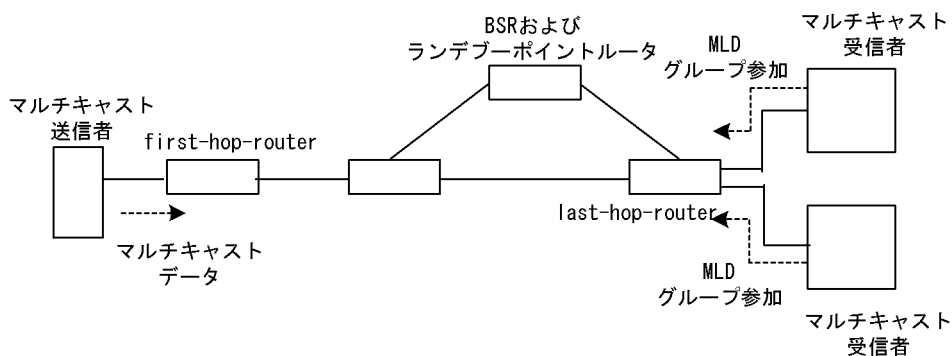 BSRおよび
ランデブーポイントルータ
MLD
グループ参加
マルチキャスト
受信者
マルチキャスト
送信者
first-hop-router
last-hop-router
マルチキャスト
データ
MLD
グループ参加
マルチキャスト
受信者